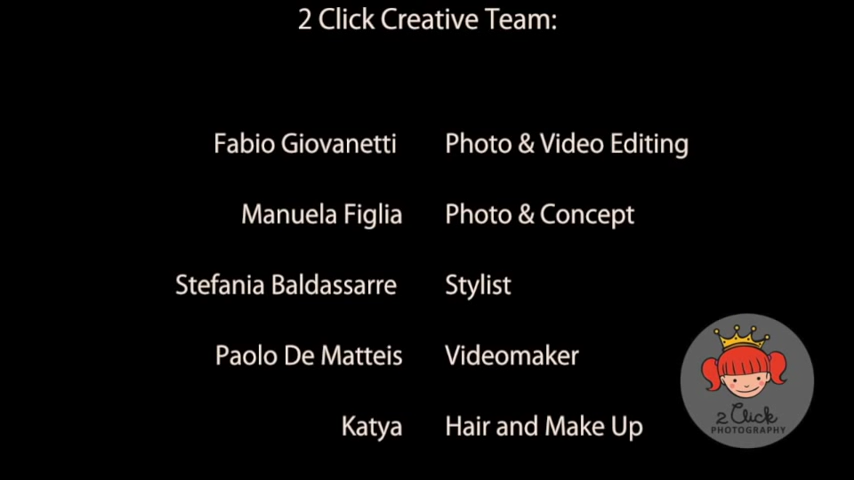 2 Click Creative Team:
Fabio Giovanetti Photo & Video Editing
Manuela Figlia Photo & Concept
Stefania Baldassarre Stylist
Paolo De Matteis Videomaker
Katya Hair and Make Up
2 Click
PHOTOGRAPHY